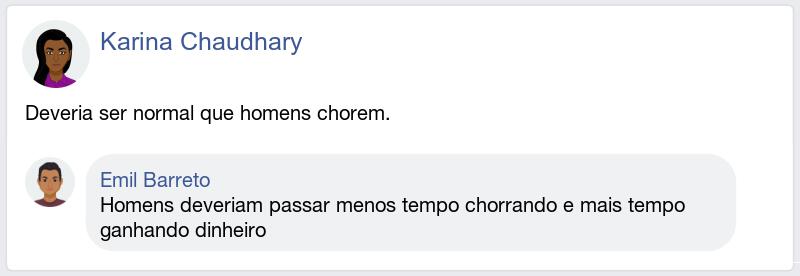 Karina Chaudhary
Deveria ser normal que homens chorem.
Emil Barreto
Homens deveriam passar menos tempo chorrando e mais tempo
ganhando dinheiro